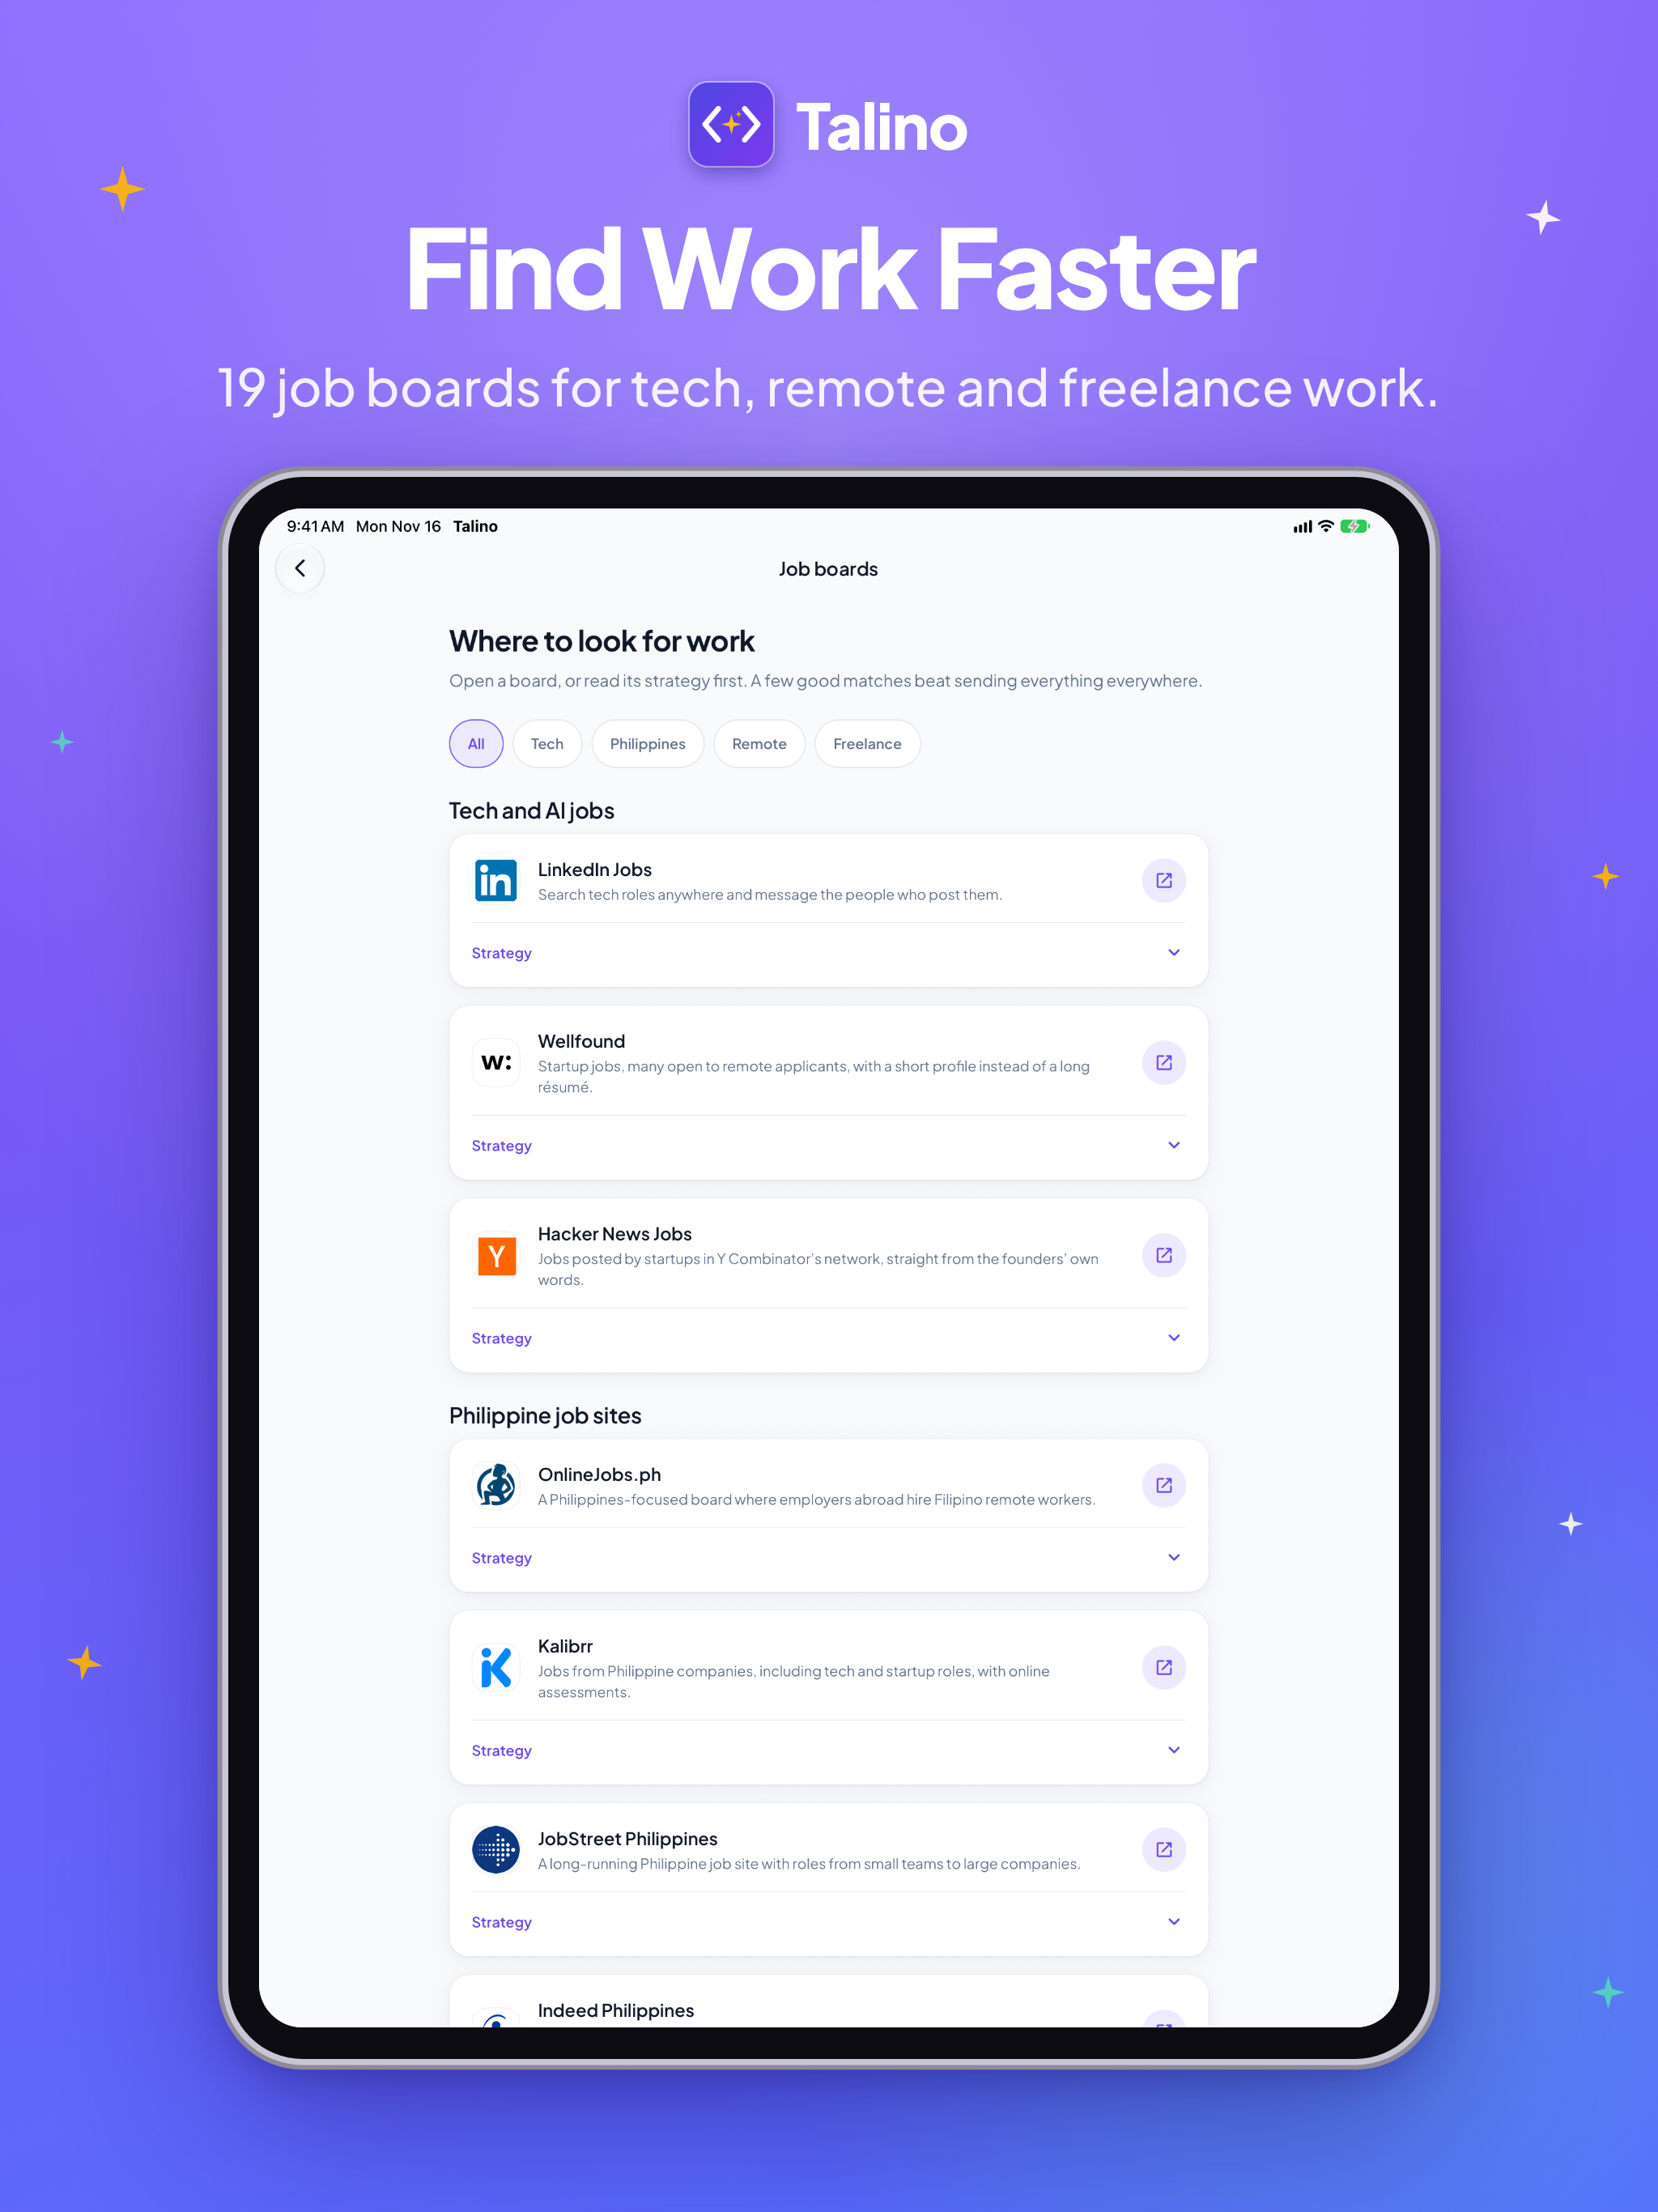 Talino
Find Work Faster
19 job boards for tech, remote and freelance work.
9:41 AM Mon Nov 16 Talino
Job boards
Where to look for work
Open a board, or read its strategy first. A few good matches beat sending everything everywhere.
All Tech Philippines Remote Freelance
Tech and AI jobs
in
LinkedIn Jobs
Search tech roles anywhere and message the people who post them.
Strategy
w:
Wellfound
Startup jobs, many open to remote applicants, with a short profile instead of a long
résumé.
Strategy
Y
Hacker News Jobs
Jobs posted by startups in Y Combinator's network, straight from the founders' own
words.
Strategy
Philippine job sites
OnlineJobs.ph
A Philippines-focused board where employers abroad hire Filipino remote workers.
Strategy
Kalibrr
Jobs from Philippine companies, including tech and startup roles, with online
assessments.
Strategy
JobStreet Philippines
A long-running Philippine job site with roles from small teams to large companies.
Strategy
Indeed Philippines